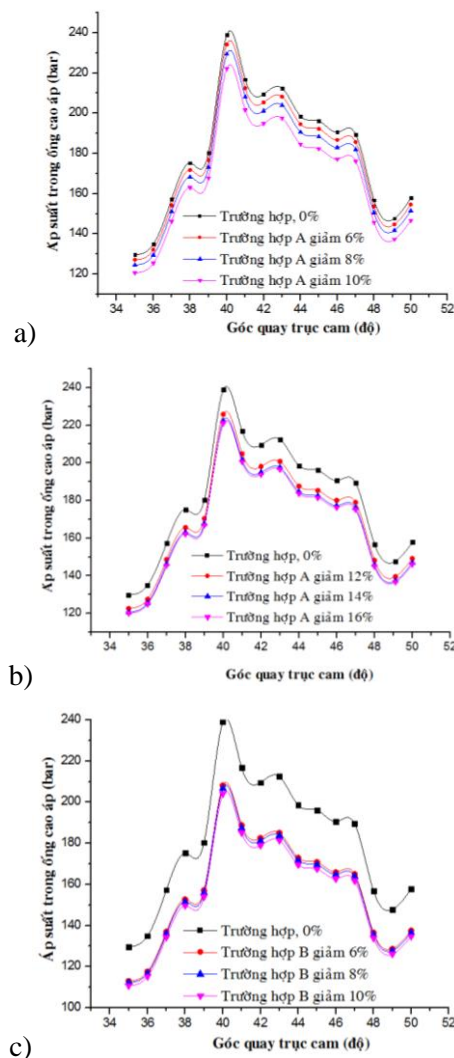 240
220
200
180
160
140
120
Áp suất trong ống cao áp (bar)
Trường hợp, 0%
Trường hợp A giảm 6%
Trường hợp A giảm 8%
Trường hợp A giảm 10%
34 36 38 40 42 44 46 48 50 52
Góc quay trục cam (độ)
a)
240
220
200
180
160
140
120
Áp suất trong ống cao áp (bar)
Trường hợp, 0%
Trường hợp A giảm 12%
Trường hợp A giảm 14%
Trường hợp A giảm 16%
34 36 38 40 42 44 46 48 50 52
Góc quay trục cam (độ)
b)
240
220
200
180
160
140
120
100
Áp suất trong ống cao áp (bar)
Trường hợp, 0%
Trường hợp B giảm 6%
Trường hợp B giảm 8%
Trường hợp B giảm 10%
34 36 38 40 42 44 46 48 50 52
Góc quay trục cam (độ)
c)